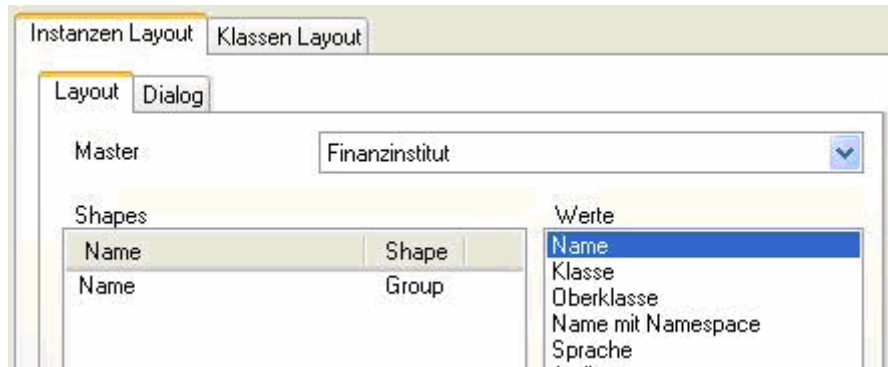 Instanzen Layout Klassen Layout
Layout Dialog
Master Finanzinstitut
Shapes Werte
Name Shape
Name Group
Name
Klasse
Oberklasse
Name mit Namespace
Sprache